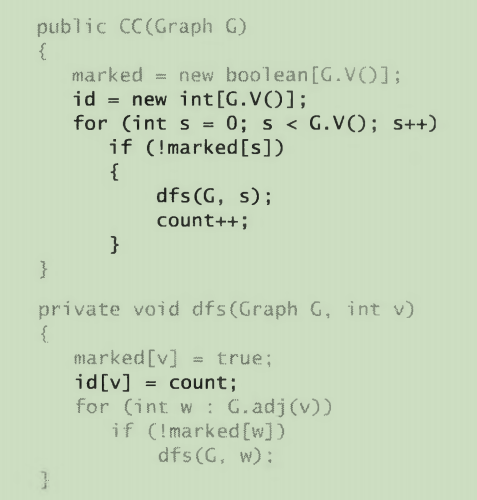 public CC(Graph G)
{
marked = new boolean[G.V()];
id = new int[G.V()];
for (int s = 0; s < G.V(); s++)
if (!marked[s])
{
dfs(G, s);
count++;
}
}
private void dfs(Graph G, int v)
{
marked[v] = true;
id[v] = count;
for (int w : G.adj(v))
if (!marked[w])
dfs(G, w);
}